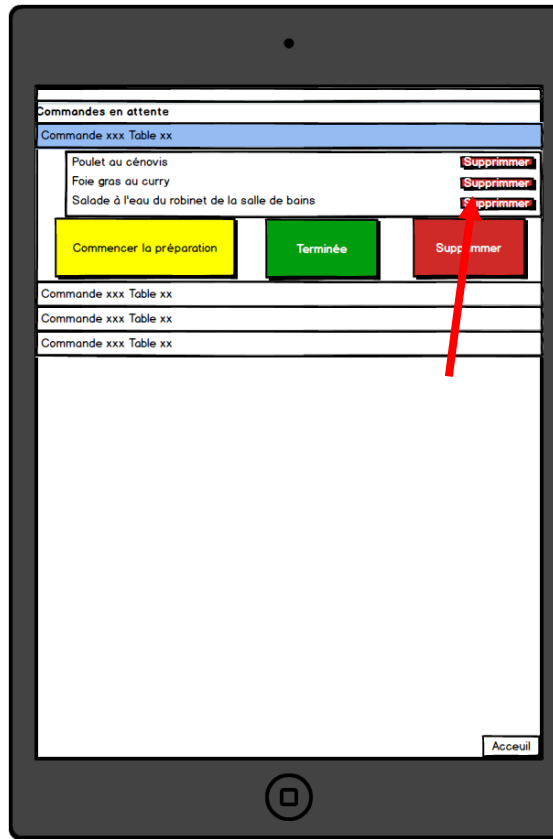 Commandes en attente
Commande xxx Table xx
Poulet au cénovis Supprimmer
Foie gras au curry Supprimmer
Salade à l'eau du robinet de la salle de bains Supprimmer
Commencer la préparation Terminée Supprimmer
Commande xxx Table xx
Commande xxx Table xx
Commande xxx Table xx
Acceuil